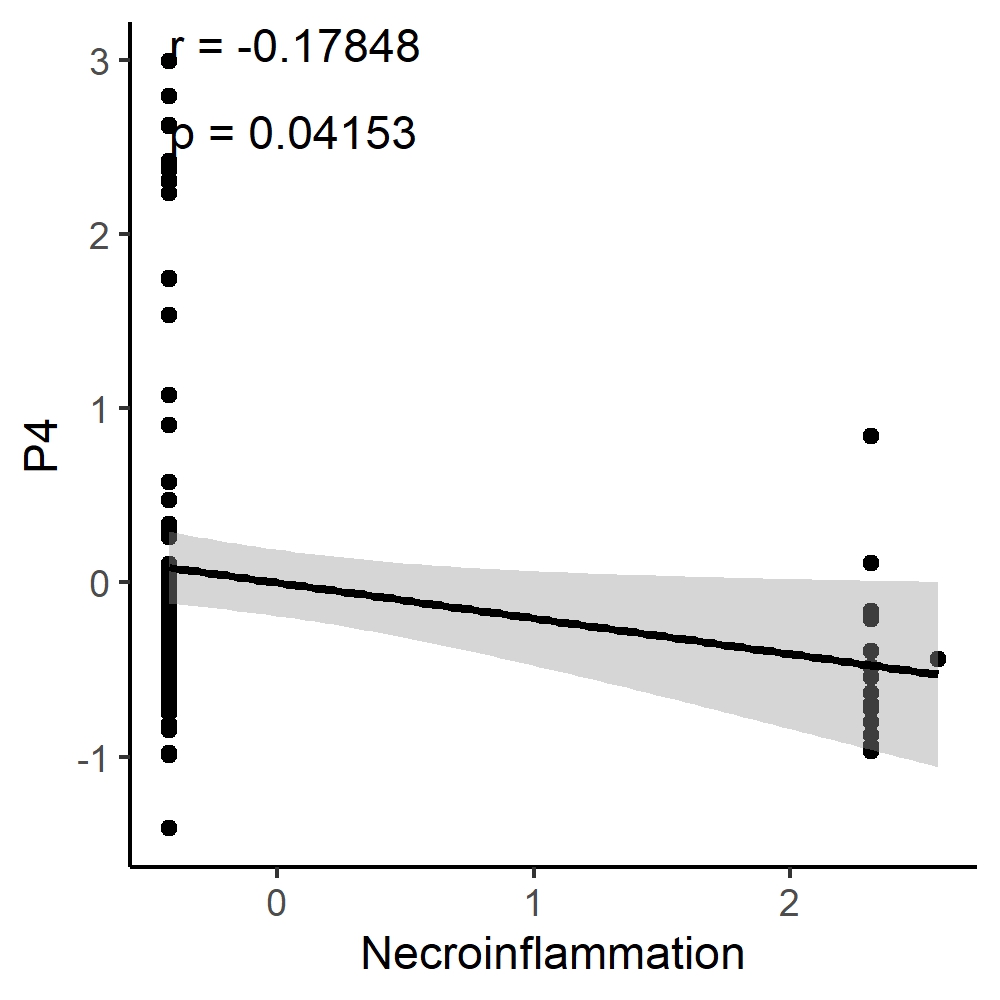 r = -0.17848
p = 0.04153
3
2
1
0
-1
P4
0
1
2
Necroinflammation